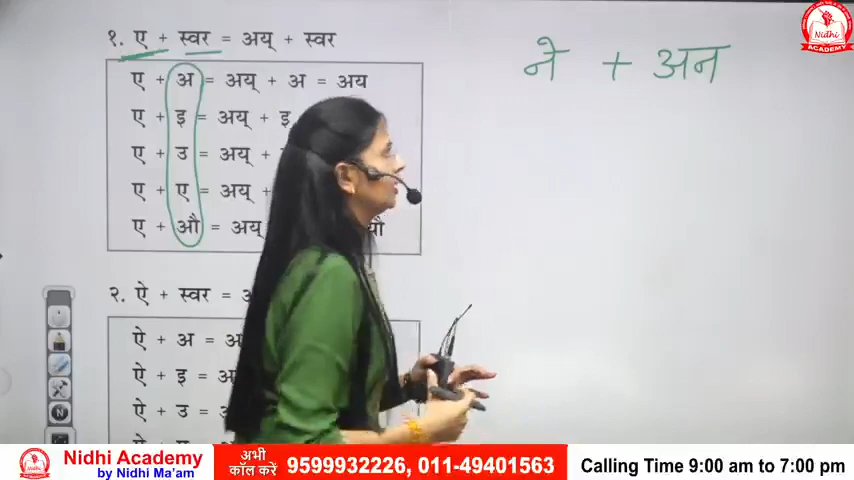 १. ए + स्वर = अय् + स्वर
ए + अ = अय् + अ = अय
ए + इ = अय् + इ
ए + उ = अय् +
ए + ए = अय् +
ए + औ = अय् यौ
२. ऐ + स्वर =
ऐ + अ =
ऐ + इ =
ऐ + उ =
ने + अन
Nidhi
ACADEMY
N
Nidhi Academy
by Nidhi Ma'am
अभी
कॉल करें
9599932226, 011-49401563
Calling Time 9:00 am to 7:00 pm